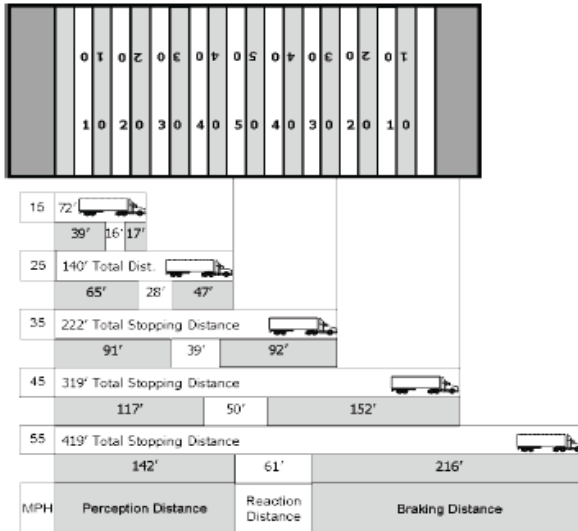 0 1 0 2 0 3 0 4 0 5 0 4 0 3 0 2 0 1
1 0 2 0 3 0 4 0 5 0 4 0 3 0 2 0 1 0
15 72'
39' 16' 17'
25 140' Total Dist.
65' 28' 47'
35 222' Total Stopping Distance
91' 39' 92'
45 319' Total Stopping Distance
117' 50' 152'
55 419' Total Stopping Distance
142' 61' 216'
MPH Perception Distance Reaction Distance Braking Distance